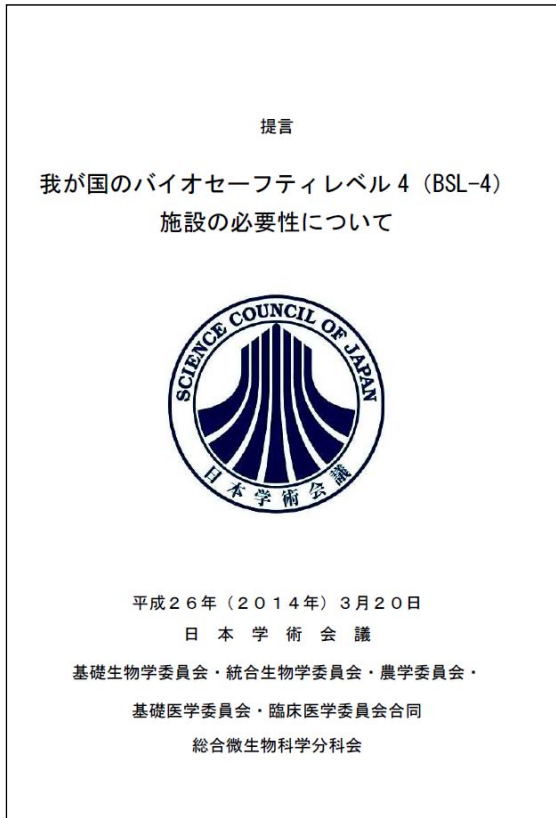 提言
我が国のバイオセーフティレベル４（BSL-4）
施設の必要性について
SCIENCE COUNCIL OF JAPAN
日本学術会議
平成２６年（２０１４年）３月２０日
日 本 学 術 会 議
基礎生物学委員会・統合生物学委員会・農学委員会・
基礎医学委員会・臨床医学委員会合同
総合微生物科学分科会